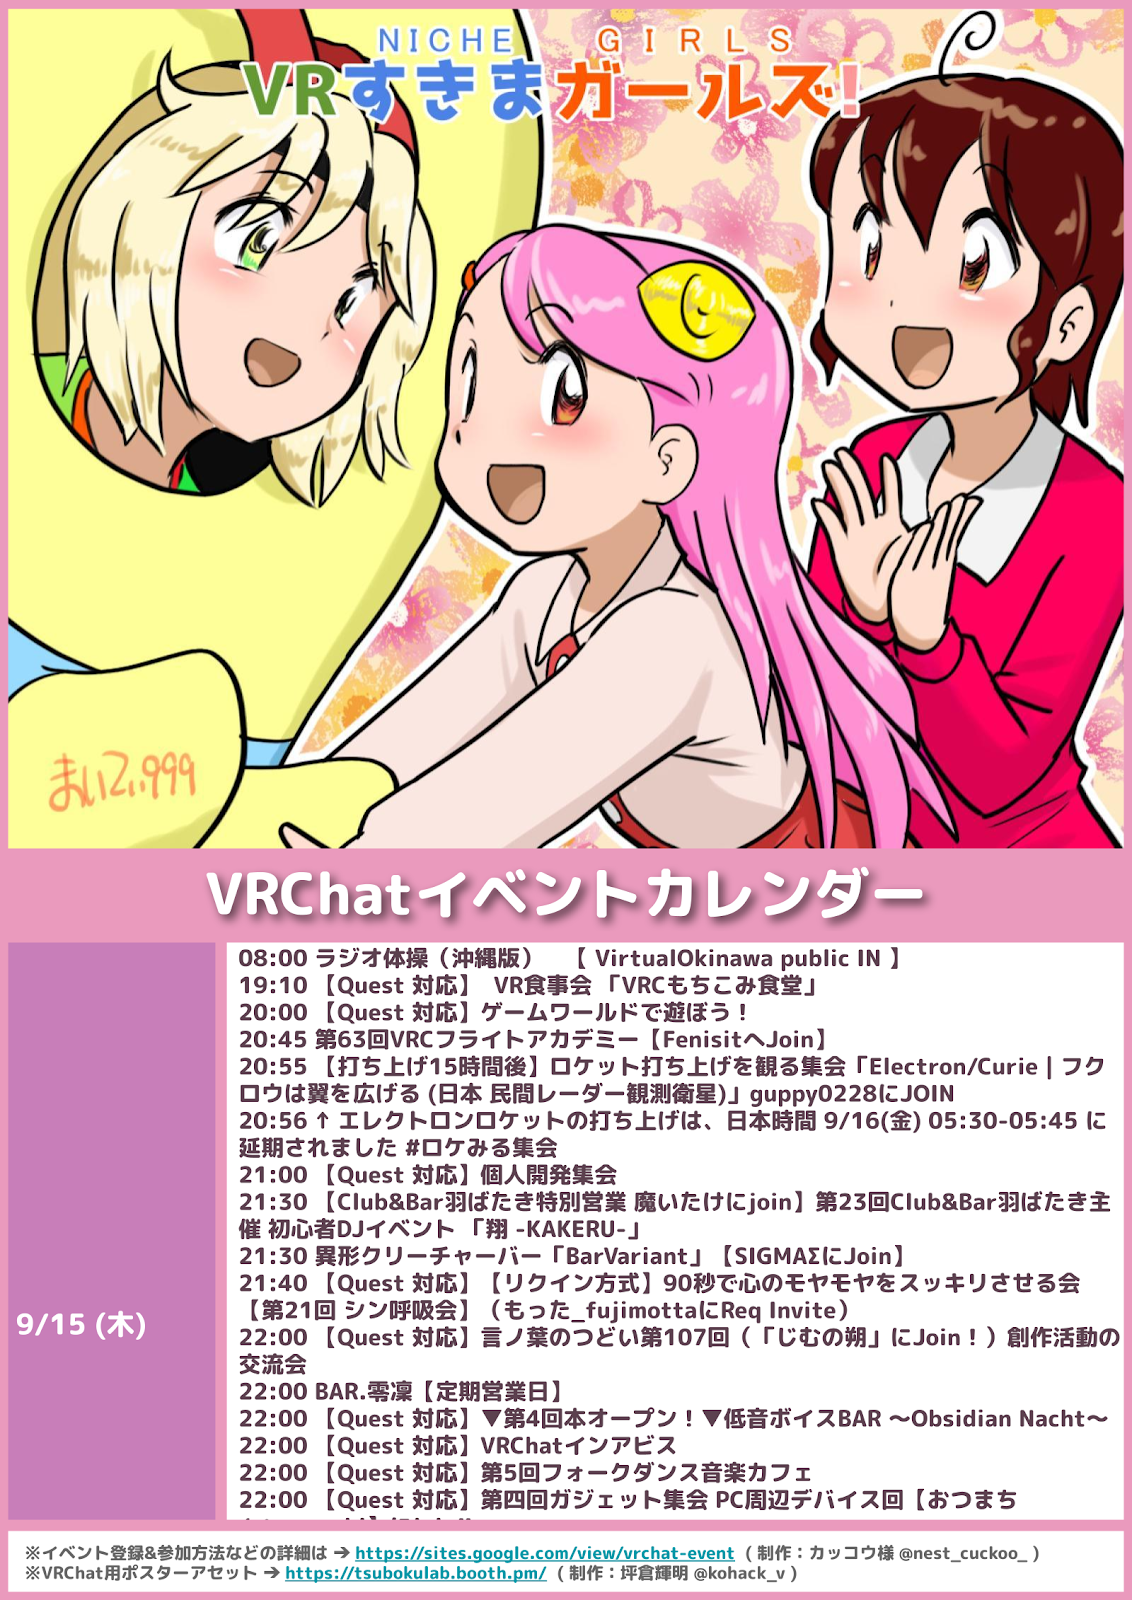 NICHE GIRLS
VRすきまガールズ!
まいてぃ999
VRChatイベントカレンダー
9/15 (木)
08:00 ラジオ体操（沖縄版） 【 VirtualOkinawa public IN 】
19:10 【Quest 対応】 VR食事会 「VRCもちこみ食堂」
20:00 【Quest 対応】ゲームワールドで遊ぼう！
20:45 第63回VRCフライトアカデミー【FenisitへJoin】
20:55 【打ち上げ15時間後】ロケット打ち上げを観る集会「Electron/Curie | フク
ロウは翼を広げる (日本 民間レーダー観測衛星)」guppy0228にJOIN
20:56 ↑ エレクトロンロケットの打ち上げは、日本時間 9/16(金) 05:30-05:45 に
延期されました #ロケみる集会
21:00 【Quest 対応】個人開発集会
21:30 【Club&Bar羽ばたき特別営業 魔いたけにjoin】第23回Club&Bar羽ばたき主
催 初心者DJイベント 「翔 -KAKERU-」
21:30 異形クリーチャーバー「BarVariant」【SIGMAΣにJoin】
21:40 【Quest 対応】【リクイン方式】90秒で心のモヤモヤをスッキリさせる会
【第21回 シン呼吸会】（もった_fujimottaにReq Invite）
22:00 【Quest 対応】言ノ葉のつどい第107回（「じむの朔」にJoin！）創作活動の
交流会
22:00 BAR.零凜【定期営業日】
22:00 【Quest 対応】▼第4回本オープン！▼低音ボイスBAR ～Obsidian Nacht～
22:00 【Quest 対応】VRChatインアビス
22:00 【Quest 対応】第5回フォークダンス音楽カフェ
22:00 【Quest 対応】第四回ガジェット集会 PC周辺デバイス回【おつまち
※イベント登録&参加方法などの詳細は ➔ https://sites.google.com/view/vrchat-event ( 制作：カッコウ様 @nest_cuckoo_ )
※VRChat用ポスターアセット ➔ https://tsubokulab.booth.pm/ ( 制作：坪倉輝明 @kohack_v )